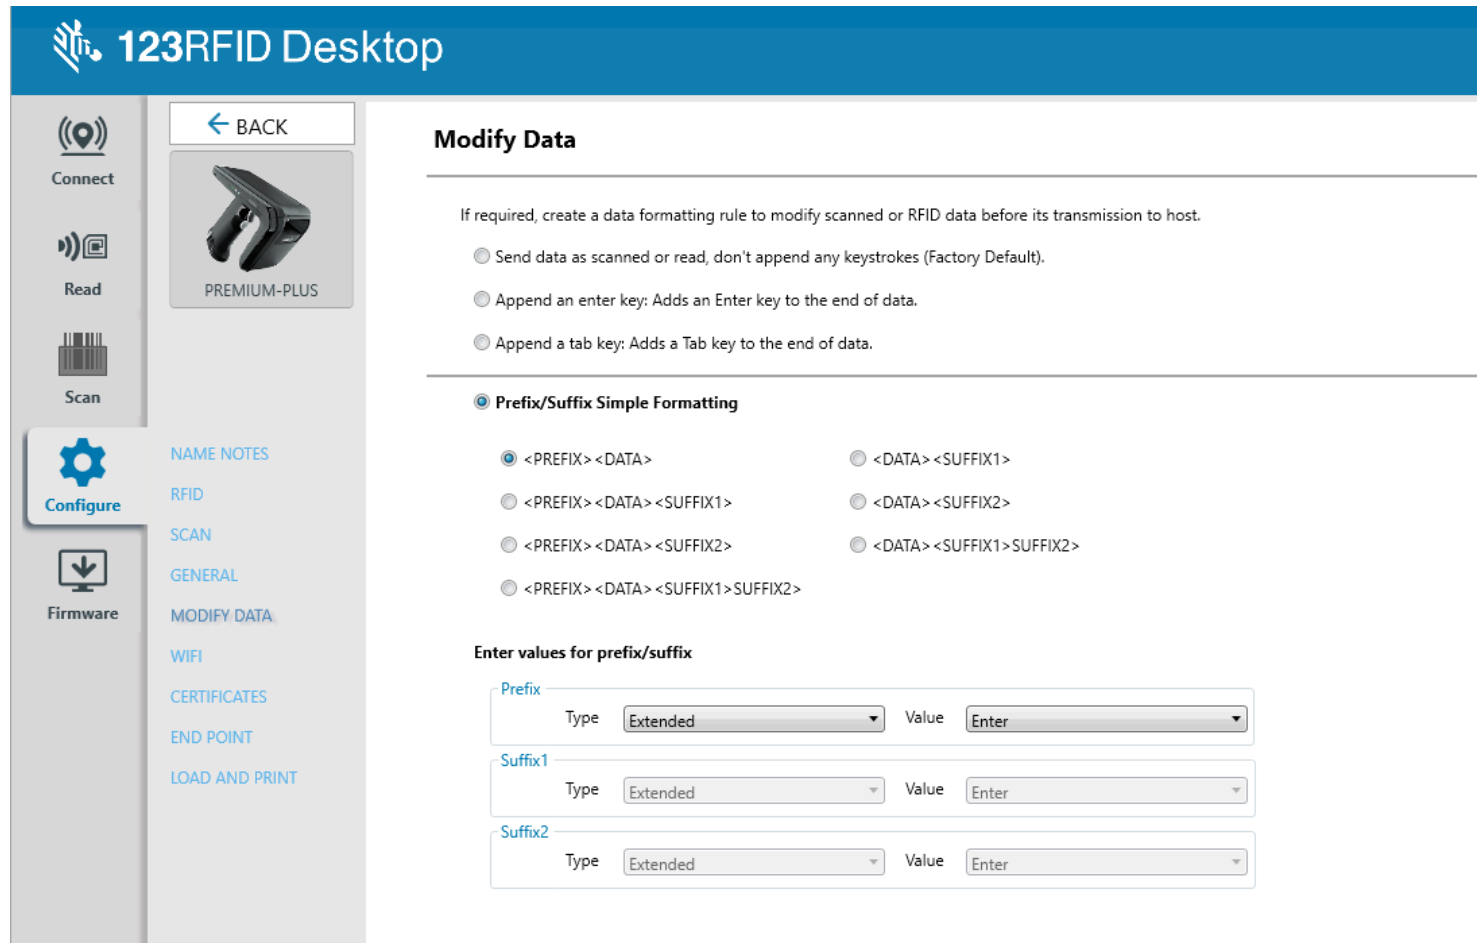 123RFID Desktop
Connect
Read
Scan
Configure
Firmware
BACK
PREMIUM-PLUS
NAME NOTES
RFID
SCAN
GENERAL
MODIFY DATA
WIFI
CERTIFICATES
END POINT
LOAD AND PRINT
Modify Data
If required, create a data formatting rule to modify scanned or RFID data before its transmission to host.
Send data as scanned or read, don't append any keystrokes (Factory Default).
Append an enter key: Adds an Enter key to the end of data.
Append a tab key: Adds a Tab key to the end of data.
Prefix/Suffix Simple Formatting
<PREFIX><DATA> <DATA><SUFFIX1>
<PREFIX><DATA><SUFFIX1> <DATA><SUFFIX2>
<PREFIX><DATA><SUFFIX2> <DATA><SUFFIX1>SUFFIX2>
<PREFIX><DATA><SUFFIX1>SUFFIX2>
Enter values for prefix/suffix
Prefix
Type Extended Value Enter
Suffix1
Type Extended Value Enter
Suffix2
Type Extended Value Enter